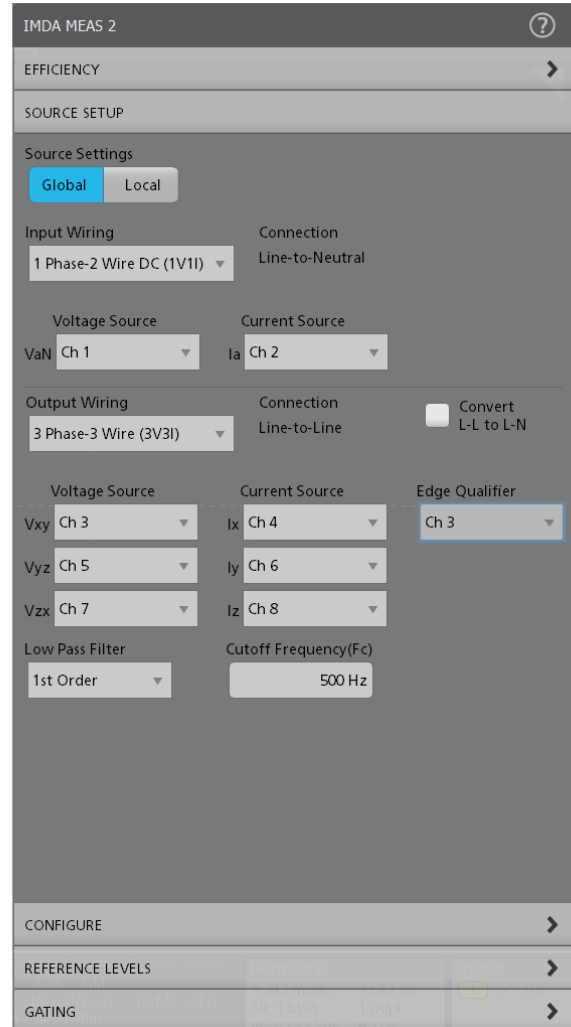 IMDA MEAS 2
?
EFFICIENCY
SOURCE SETUP
Source Settings
Global Local
Input Wiring Connection
1 Phase-2 Wire DC (1V1I) Line-to-Neutral
Voltage Source Current Source
VaN Ch 1 Ia Ch 2
Output Wiring Connection Convert
3 Phase-3 Wire (3V3I) Line-to-Line L-L to L-N
Voltage Source Current Source Edge Qualifier
Vxy Ch 3 Ix Ch 4 Ch 3
Vyz Ch 5 Iy Ch 6
Vzx Ch 7 Iz Ch 8
Low Pass Filter Cutoff Frequency(Fc)
1st Order 500 Hz
CONFIGURE
REFERENCE LEVELS
GATING